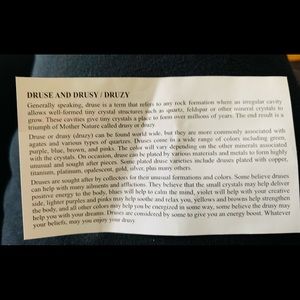 DRUSE AND DRUSY / DRUZY
Generally speaking, druse is a term that refers to any rock formation where an irregular cavity
allows well-formed tiny crystal structures such as quartz, feldspar or other mineral crystals to
grow. These cavities give tiny crystals a place to form over millions of years. The end result is a
triumph of Mother Nature called drusy or druzy.
Druse or drusy (druzy) can be found world wide, but they are more commonly associated with
agates and various types of quartzes. Druses come in a wide range of colors including green,
purple, blue, brown, and pinks. The color will vary depending on the other minerals associated
with the crystals. On occasion, druse can be plated by various materials and metals to form highly
unusual and sought after pieces. Some plated druse varieties include druses plated with copper,
titanium, platinum, opalescent, gold, silver, plus many others.
Druses are sought after by collectors for their unusual formations and colors. Some believe druses
can help with many ailments and afflictions. They believe that the small crystals may help deliver
positive energy to the body, blues will help to calm the mind, violet will help with your creative
side, lighter purples and pinks may help soothe and relax you, yellows and browns help strengthen
the body, and all other colors may help you be energized in some way, some believe the drusy may
help you with your dreams. Druses are considered by some to give you an energy boost. Whatever
your beliefs, may you enjoy your drusy.